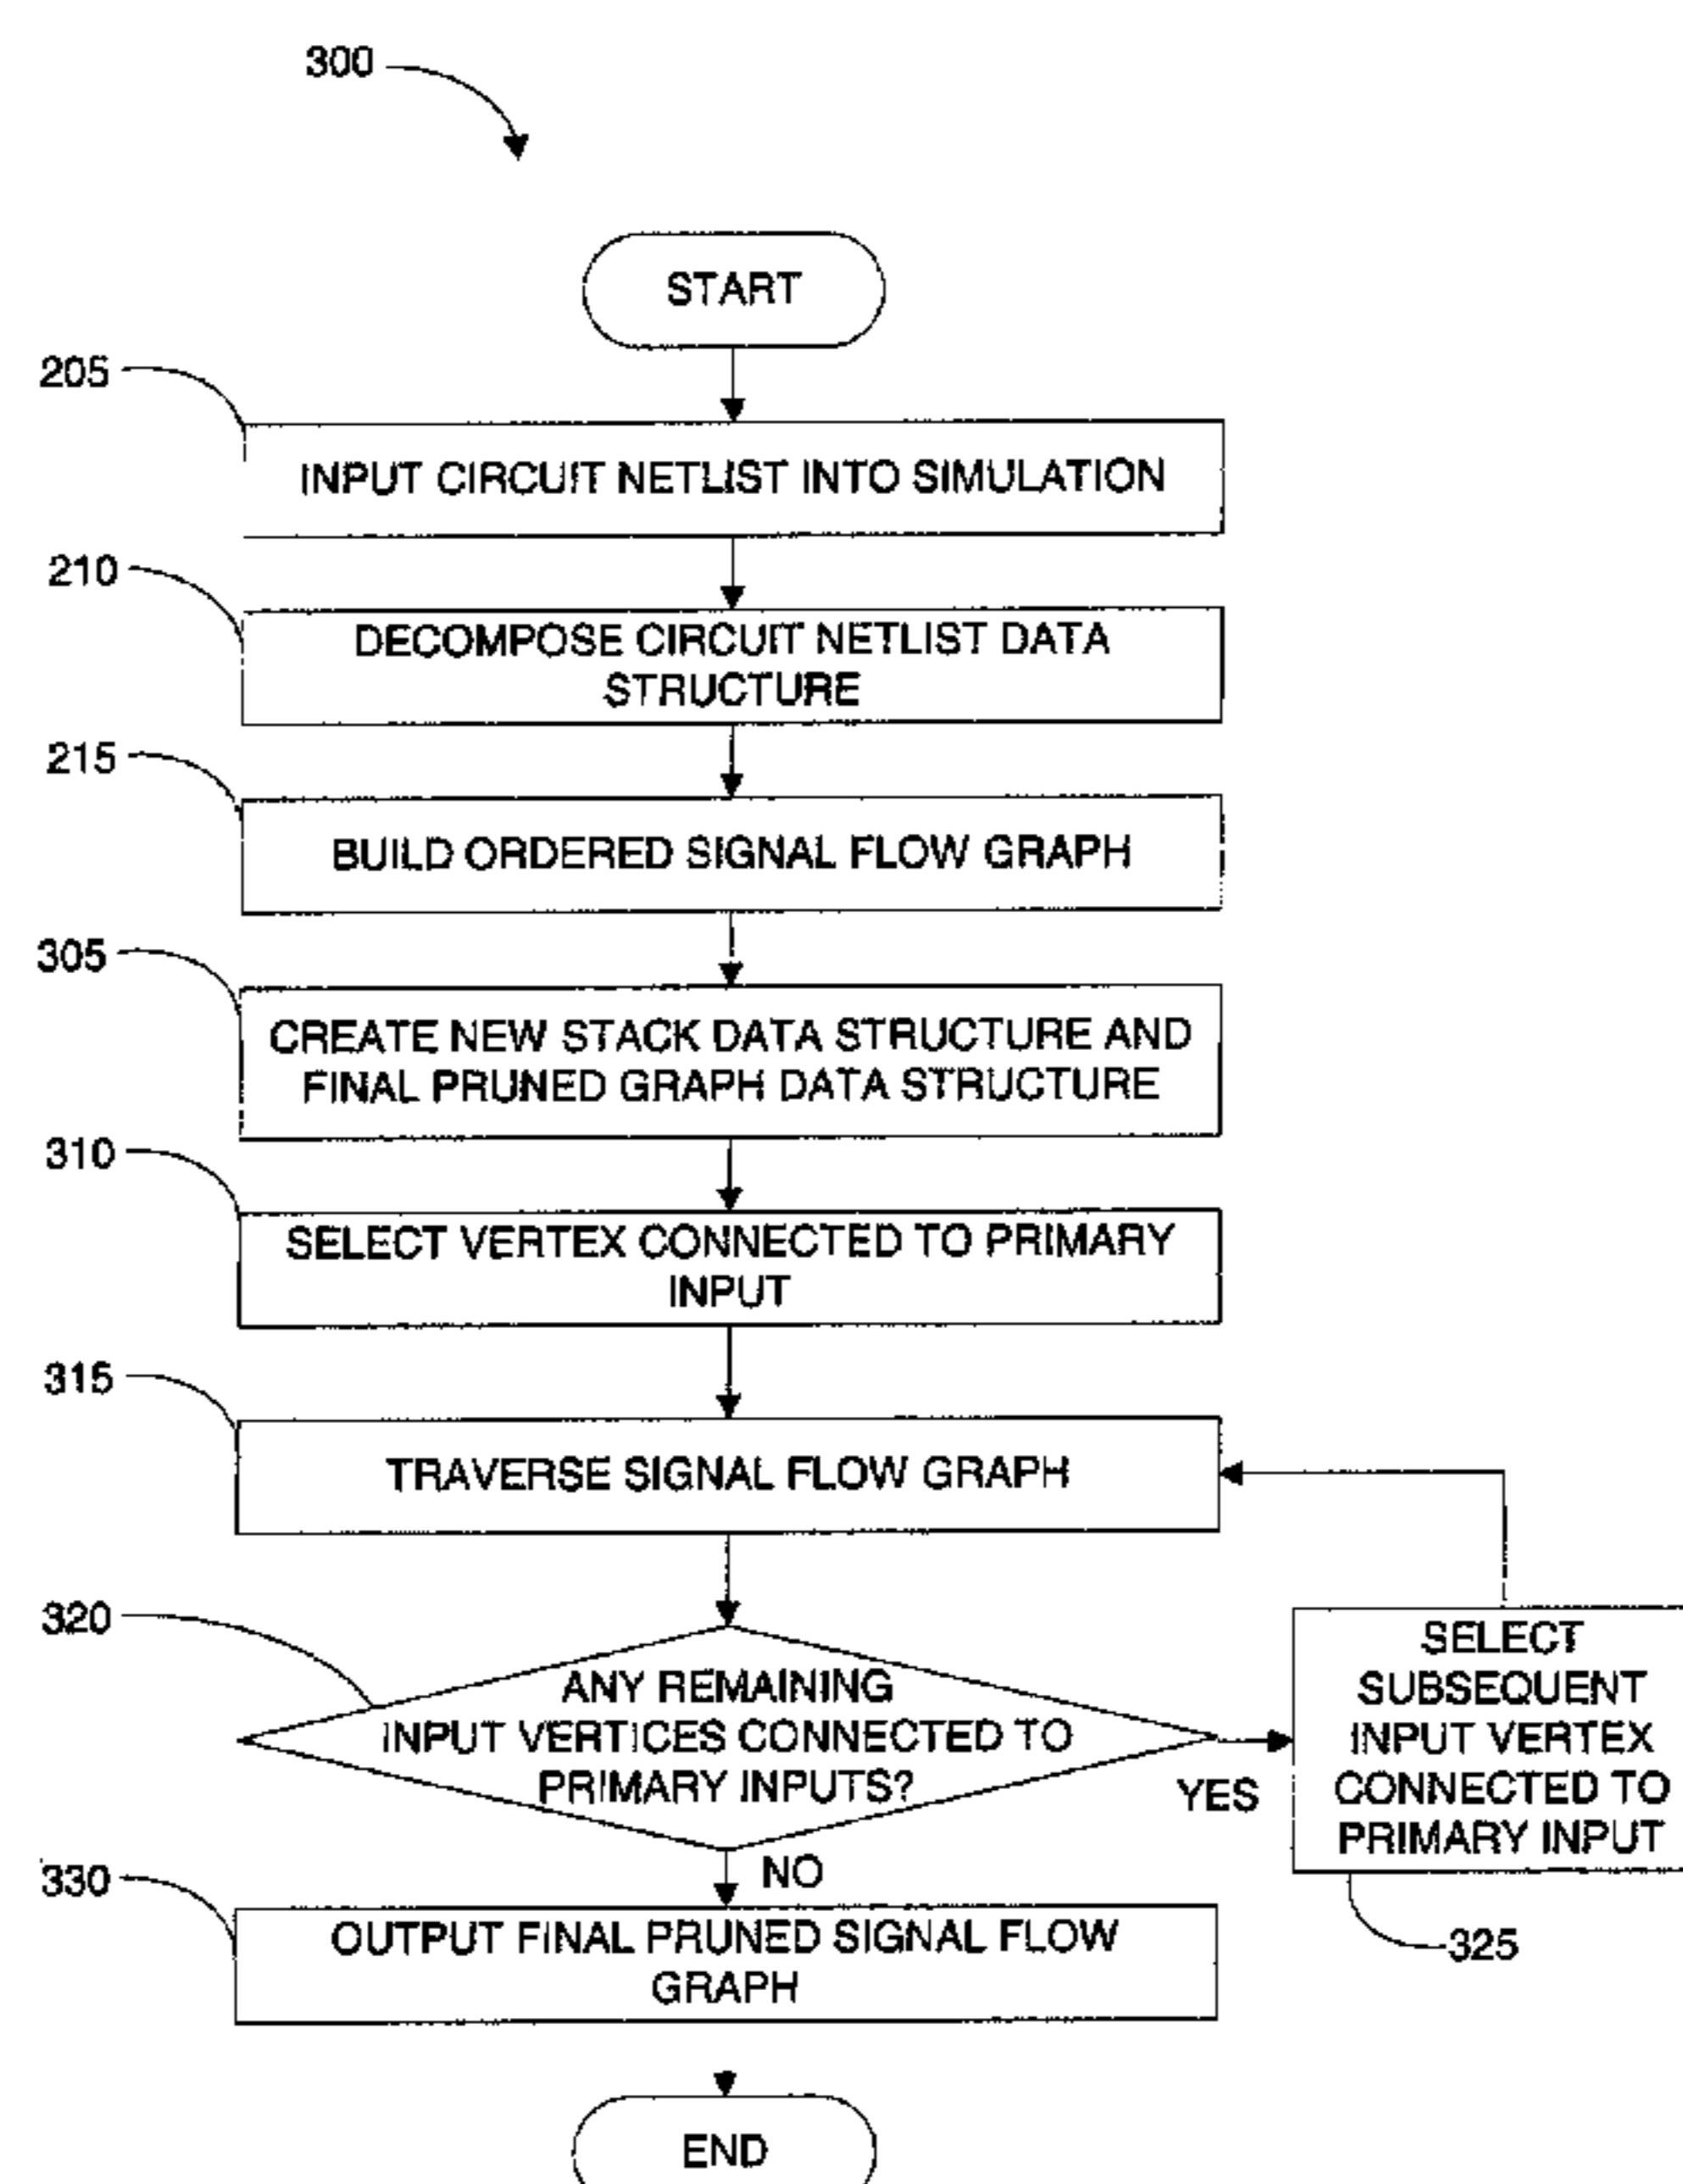 300
START
205
INPUT CIRCUIT NETLIST INTO SIMULATION
210
DECOMPOSE CIRCUIT NETLIST DATA
STRUCTURE
215
BUILD ORDERED SIGNAL FLOW GRAPH
305
CREATE NEW STACK DATA STRUCTURE AND
FINAL PRUNED GRAPH DATA STRUCTURE
310
SELECT VERTEX CONNECTED TO PRIMARY
INPUT
315
TRAVERSE SIGNAL FLOW GRAPH
320
ANY REMAINING
INPUT VERTICES CONNECTED TO
PRIMARY INPUTS?
YES
SELECT
SUBSEQUENT
INPUT VERTEX
CONNECTED TO
PRIMARY INPUT
325
NO
330
OUTPUT FINAL PRUNED SIGNAL FLOW
GRAPH
END